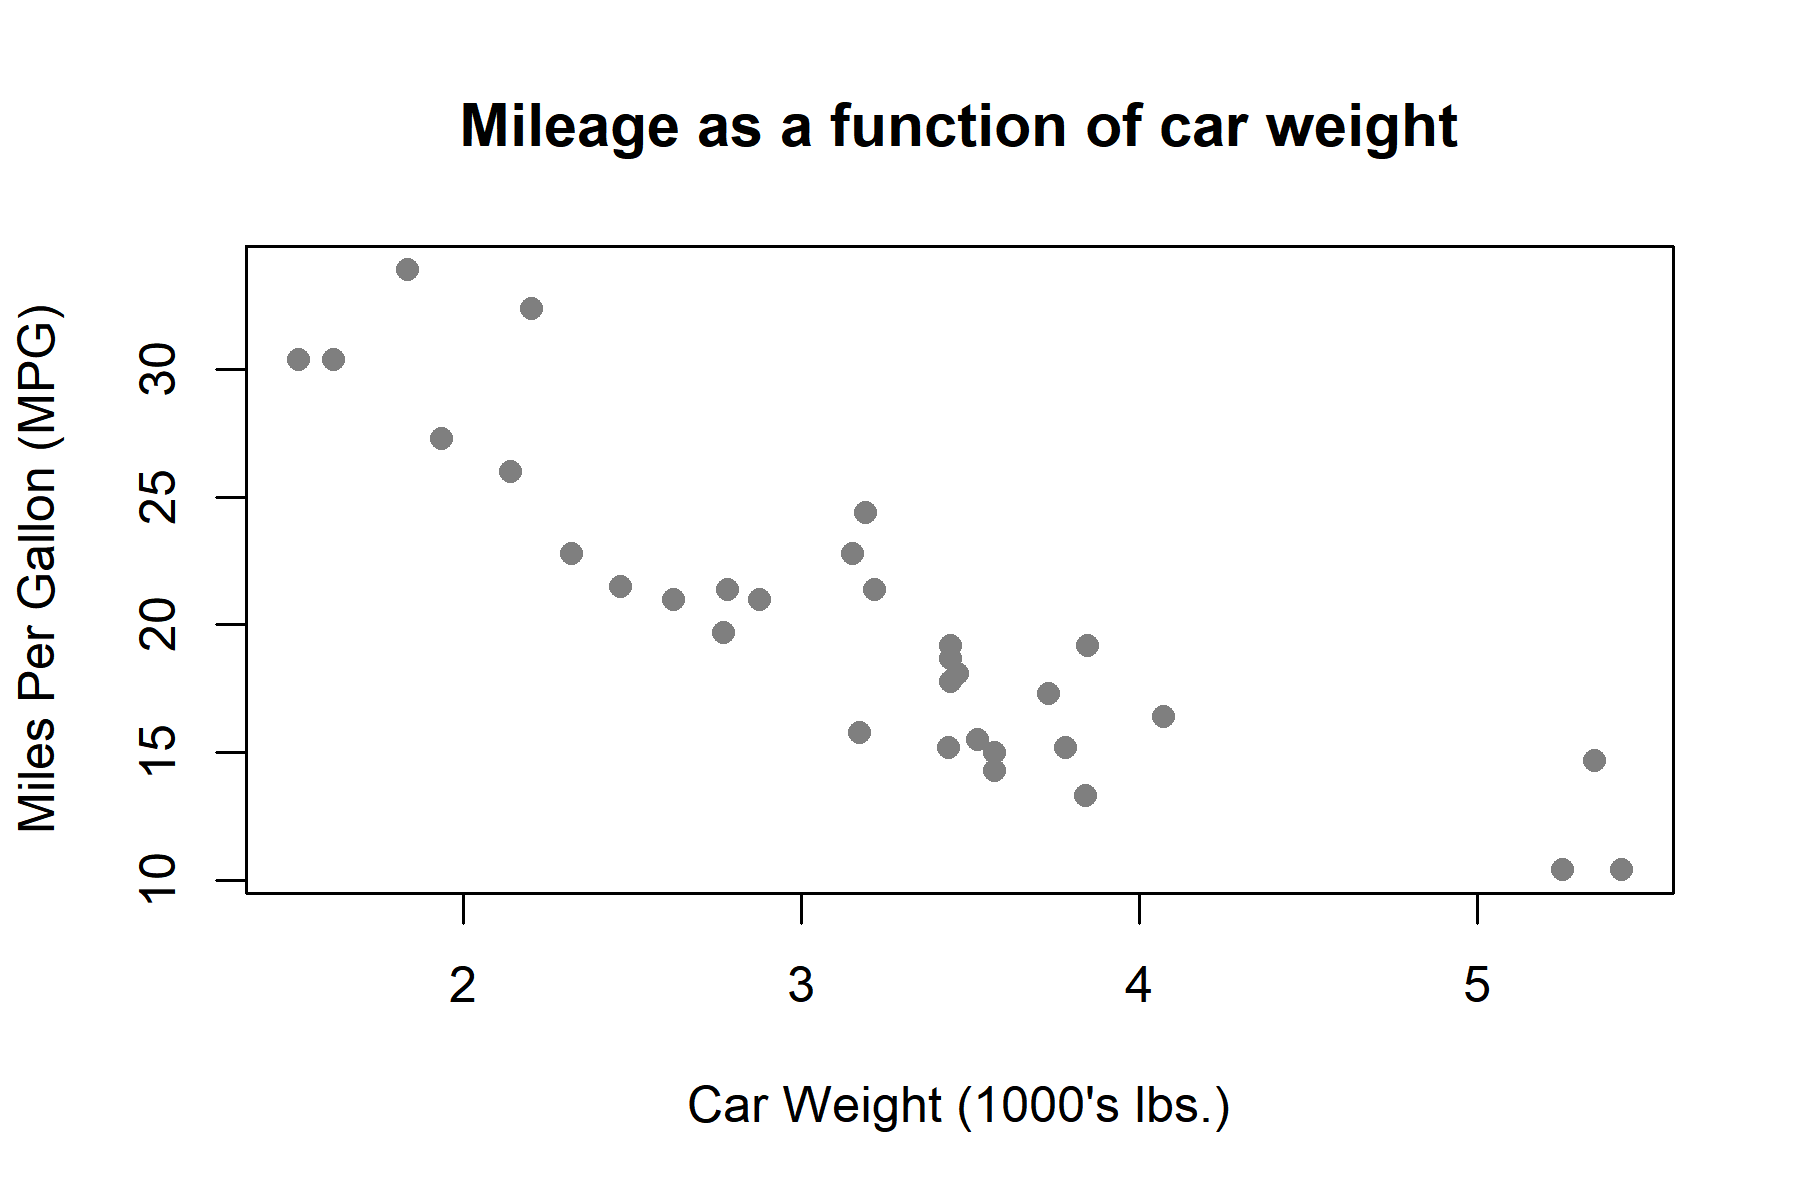 Mileage as a function of car weight
Miles Per Gallon (MPG)
30
25
20
15
10
2 3 4 5
Car Weight (1000's lbs.)